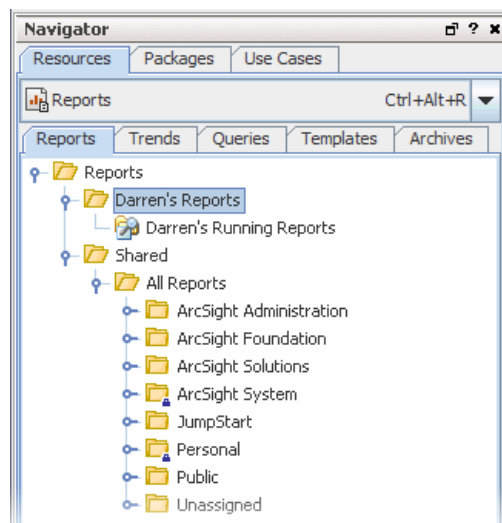 Navigator ?
Resources Packages Use Cases
Reports Ctrl+Alt+R
Reports Trends Queries Templates Archives
Reports
Darren's Reports
Darren's Running Reports
Shared
All Reports
ArcSight Administration
ArcSight Foundation
ArcSight Solutions
ArcSight System
JumpStart
Personal
Public
Unassigned